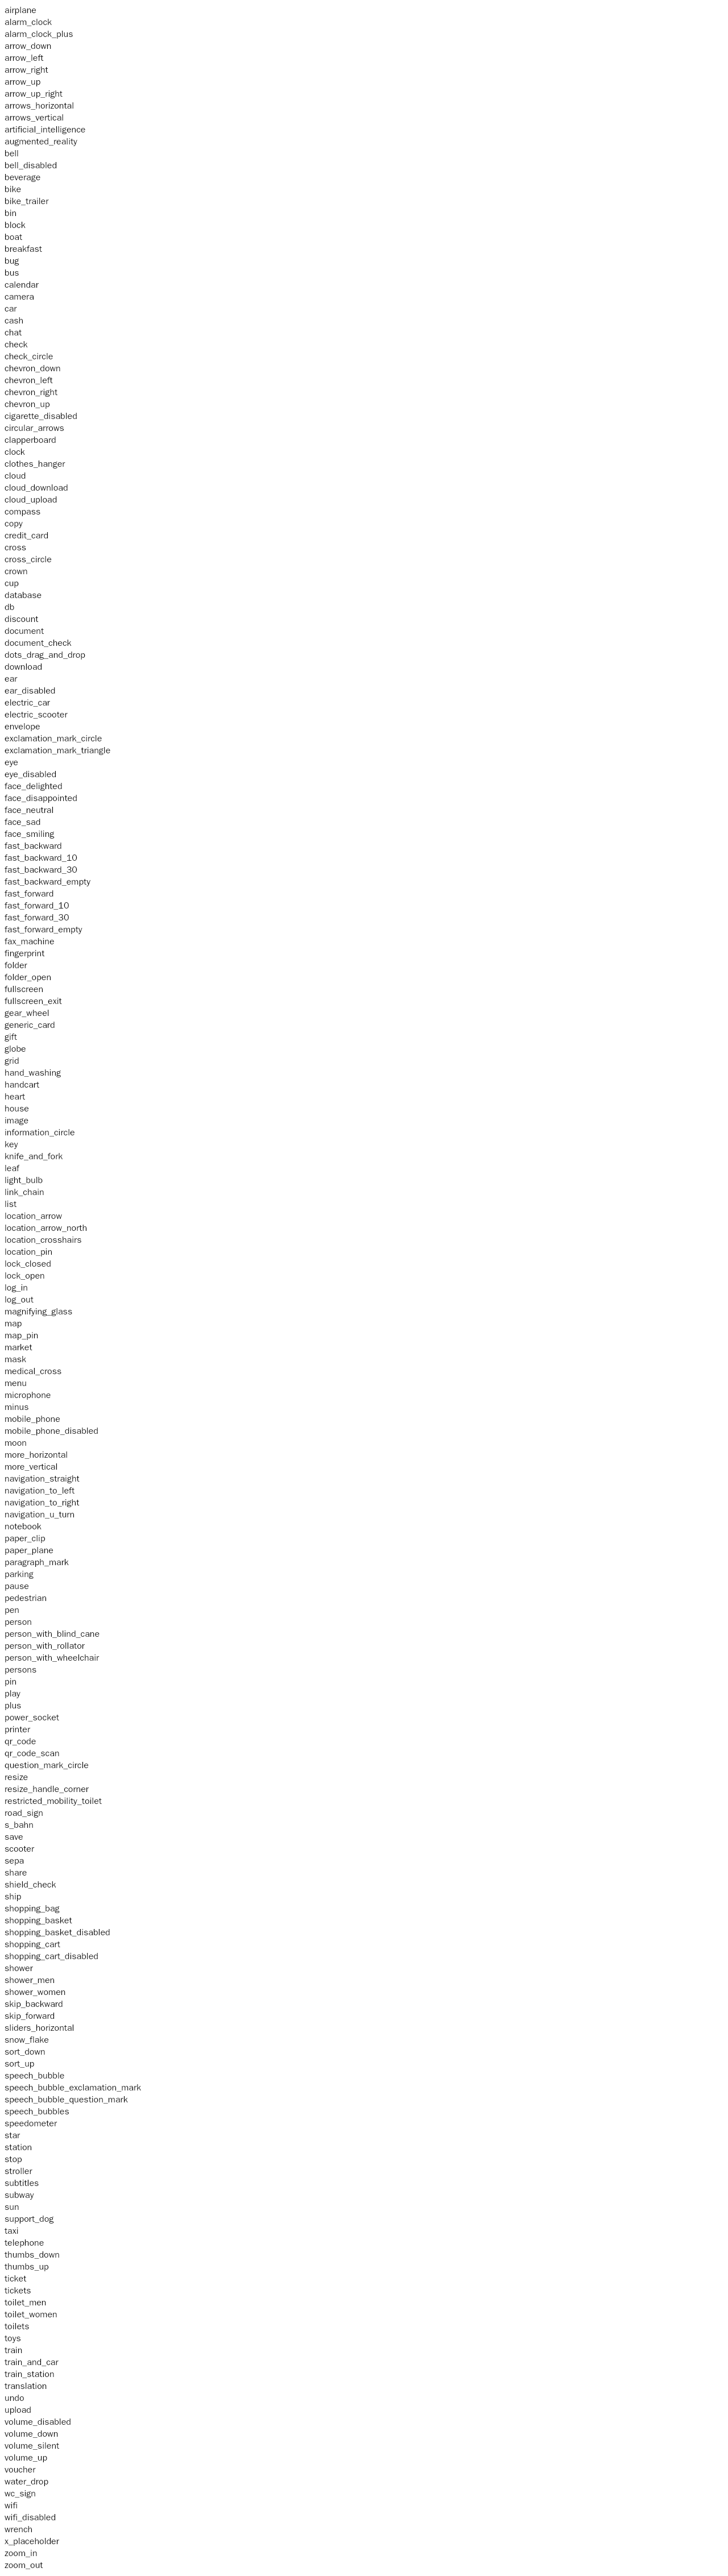 airplane
alarm_clock
alarm_clock_plus
arrow_down
arrow_left
arrow_right
arrow_up
arrow_up_right
arrows_horizontal
arrows_vertical
artificial_intelligence
augmented_reality
bell
bell_disabled
beverage
bike
bike_trailer
bin
block
boat
breakfast
bug
bus
calendar
camera
car
cash
chat
check
check_circle
chevron_down
chevron_left
chevron_right
chevron_up
cigarette_disabled
circular_arrows
clapperboard
clock
clothes_hanger
cloud
cloud_download
cloud_upload
compass
copy
credit_card
cross
cross_circle
crown
cup
database
db
discount
document
document_check
dots_drag_and_drop
download
ear
ear_disabled
electric_car
electric_scooter
envelope
exclamation_mark_circle
exclamation_mark_triangle
eye
eye_disabled
face_delighted
face_disappointed
face_neutral
face_sad
face_smiling
fast_backward
fast_backward_10
fast_backward_30
fast_backward_empty
fast_forward
fast_forward_10
fast_forward_30
fast_forward_empty
fax_machine
fingerprint
folder
folder_open
fullscreen
fullscreen_exit
gear_wheel
generic_card
gift
globe
grid
hand_washing
handcart
heart
house
image
information_circle
key
knife_and_fork
leaf
light_bulb
link_chain
list
location_arrow
location_arrow_north
location_crosshairs
location_pin
lock_closed
lock_open
log_in
log_out
magnifying_glass
map
map_pin
market
mask
medical_cross
menu
microphone
minus
mobile_phone
mobile_phone_disabled
moon
more_horizontal
more_vertical
navigation_straight
navigation_to_left
navigation_to_right
navigation_u_turn
notebook
paper_clip
paper_plane
paragraph_mark
parking
pause
pedestrian
pen
person
person_with_blind_cane
person_with_rollator
person_with_wheelchair
persons
pin
play
plus
power_socket
printer
qr_code
qr_code_scan
question_mark_circle
resize
resize_handle_corner
restricted_mobility_toilet
road_sign
s_bahn
save
scooter
sepa
share
shield_check
ship
shopping_bag
shopping_basket
shopping_basket_disabled
shopping_cart
shopping_cart_disabled
shower
shower_men
shower_women
skip_backward
skip_forward
sliders_horizontal
snow_flake
sort_down
sort_up
speech_bubble
speech_bubble_exclamation_mark
speech_bubble_question_mark
speech_bubbles
speedometer
star
station
stop
stroller
subtitles
subway
sun
support_dog
taxi
telephone
thumbs_down
thumbs_up
ticket
tickets
toilet_men
toilet_women
toilets
toys
train
train_and_car
train_station
translation
undo
upload
volume_disabled
volume_down
volume_silent
volume_up
voucher
water_drop
wc_sign
wifi
wifi_disabled
wrench
x_placeholder
zoom_in
zoom_out